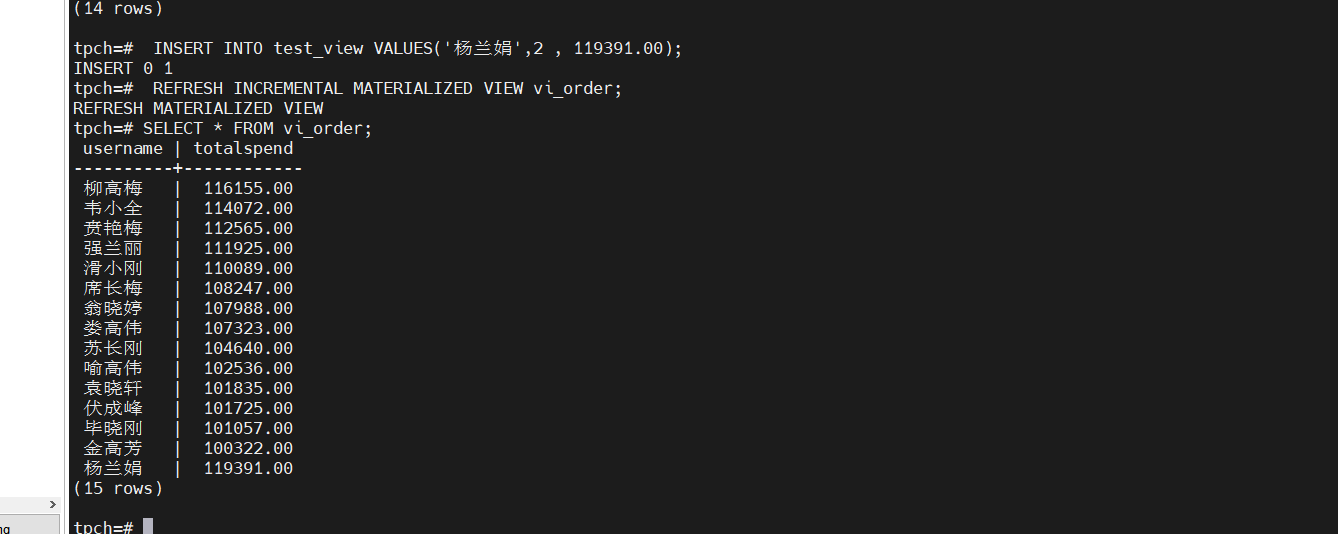 (14 rows)
tpch=#  INSERT INTO test_view VALUES('杨兰娟',2 , 119391.00);
INSERT 0 1
tpch=#  REFRESH INCREMENTAL MATERIALIZED VIEW vi_order;
REFRESH MATERIALIZED VIEW
tpch=# SELECT * FROM vi_order;
 username | totalspend
----------+------------
 柳高梅   |  116155.00
 韦小全   |  114072.00
 贲艳梅   |  112565.00
 强兰丽   |  111925.00
 滑小刚   |  110089.00
 席长梅   |  108247.00
 翁晓婷   |  107988.00
 娄高伟   |  107323.00
 苏长刚   |  104640.00
 喻高伟   |  102536.00
 袁晓轩   |  101835.00
 伏成峰   |  101725.00
 毕晓刚   |  101057.00
 金高芳   |  100322.00
 杨兰娟   |  119391.00
(15 rows)
tpch=#